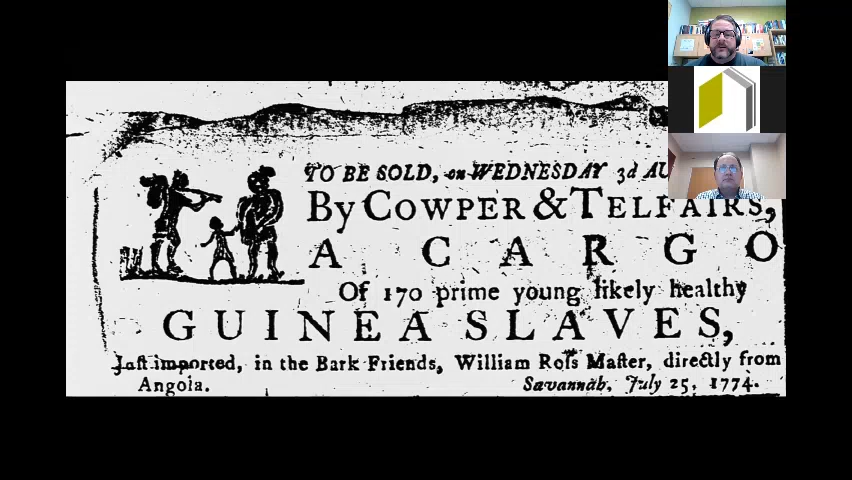 TO BE SOLD, on WEDNESDAY 3d AU
By COWPER & TELFAIRS,
A CARGO
Of 170 prime young likely healthy
GUINEA SLAVES,
Just imported, in the Bark Friends, William Ross Master, directly from
Angola. Savannah, July 25, 1774.